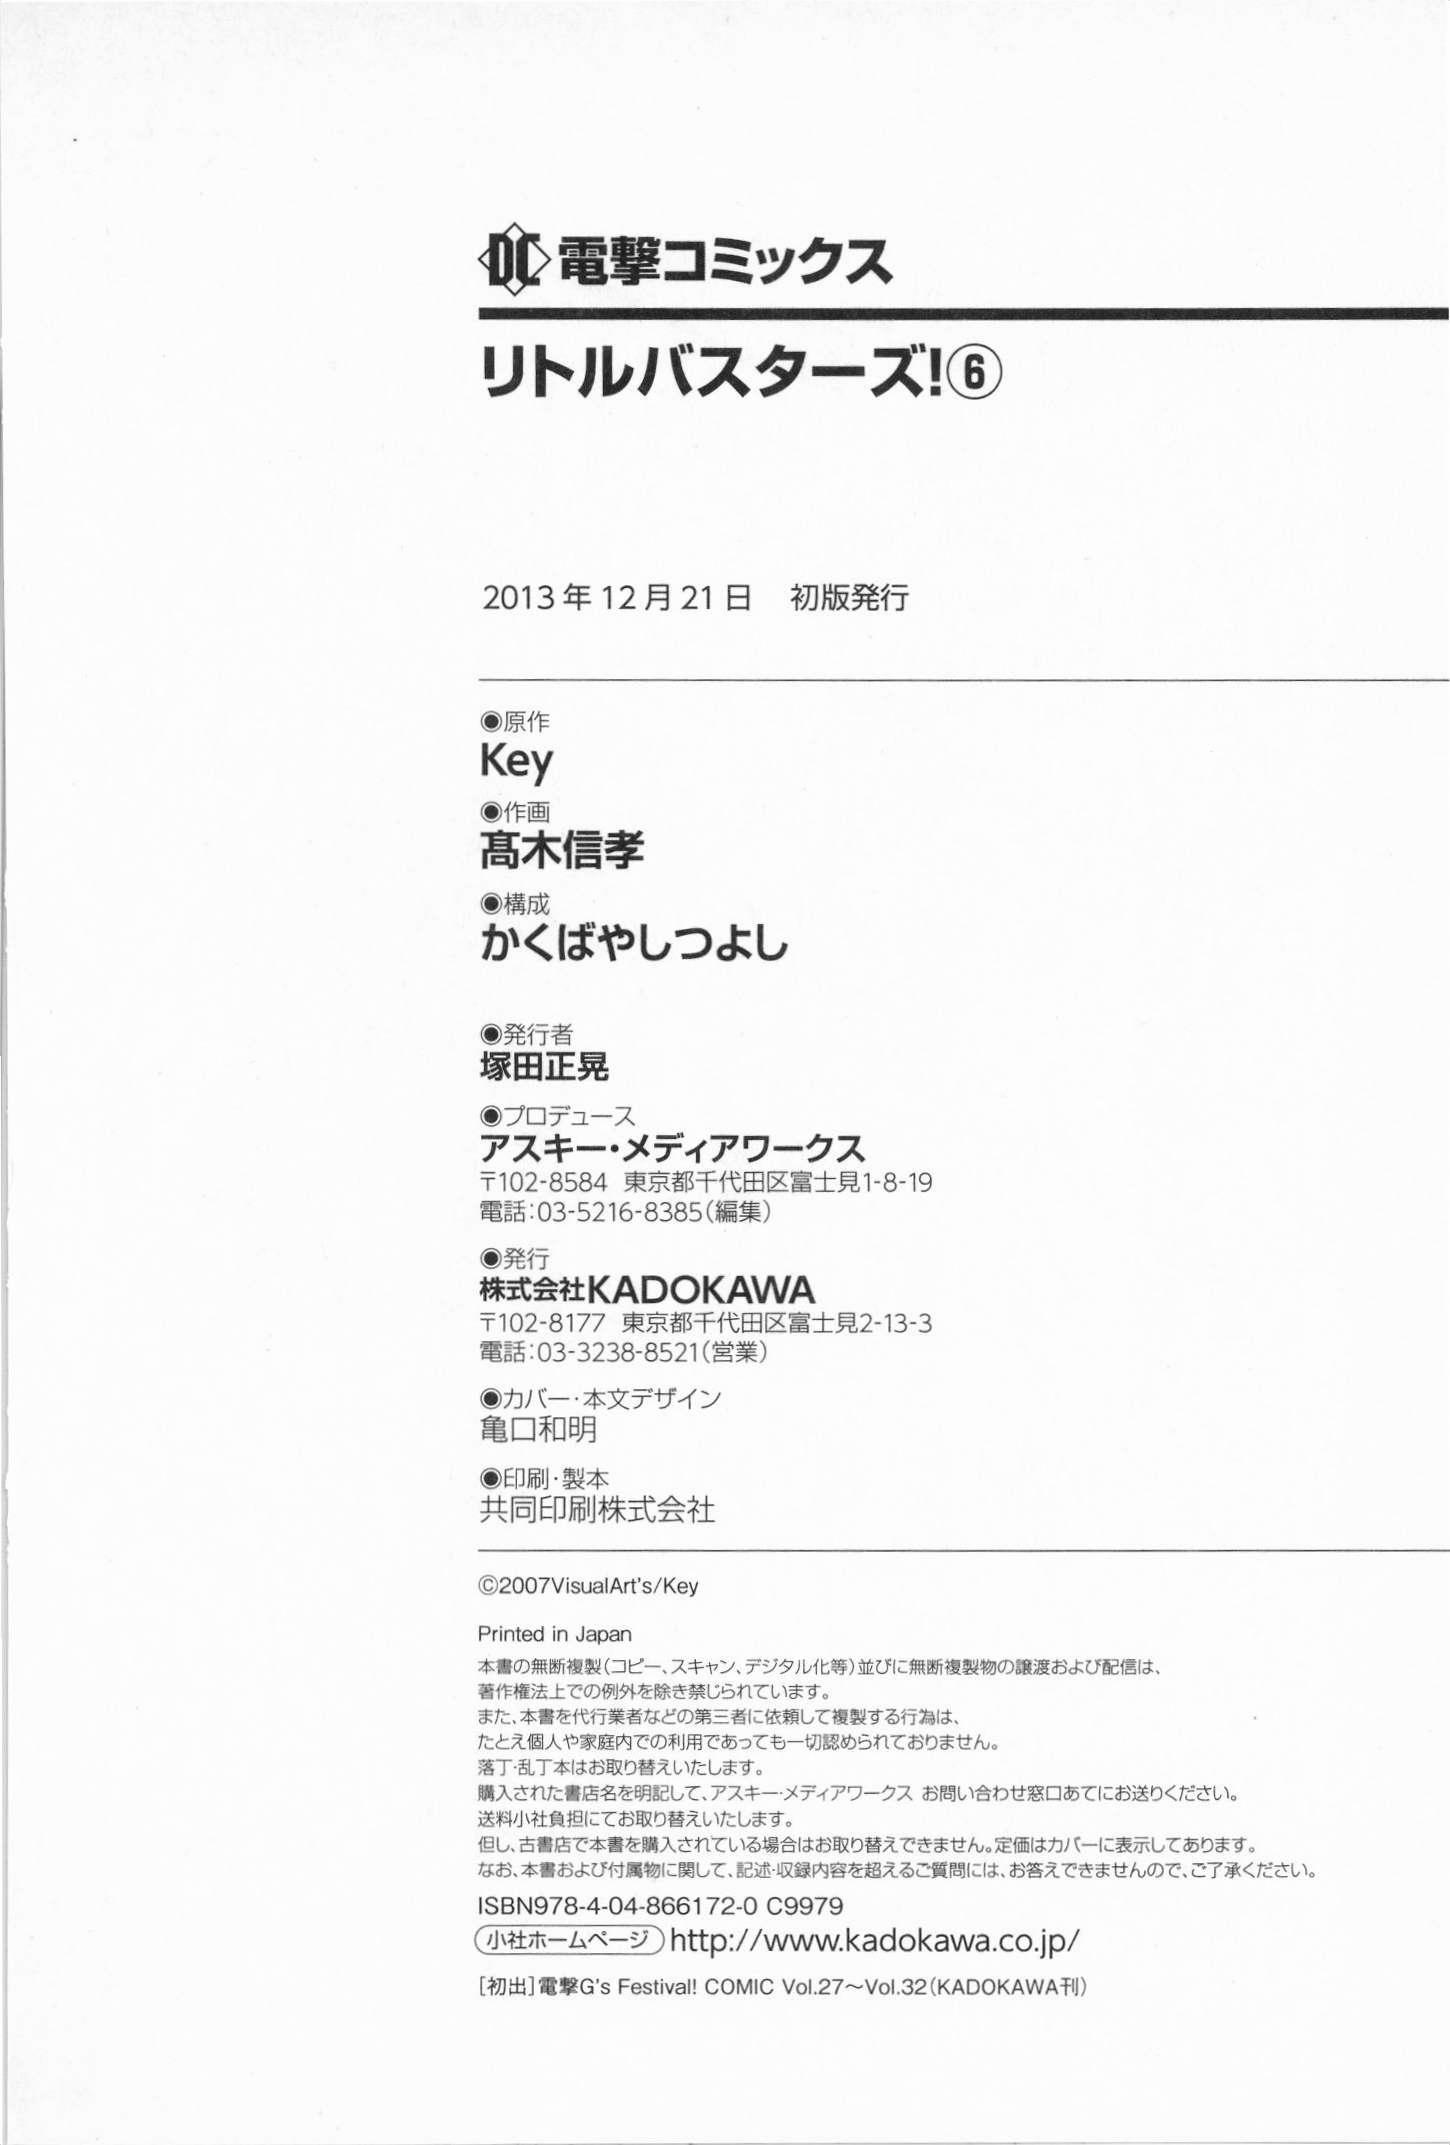 DC 電撃コミックス
リトルバスターズ!⑥
2013年12月21日 初版発行
◉原作
Key
◉作画
髙木信孝
◉構成
かくばやしつよし
◉発行者
塚田正晃
◉プロデュース
アスキー・メディアワークス
〒102-8584 東京都千代田区富士見1-8-19
電話:03-5216-8385(編集)
◉発行
株式会社KADOKAWA
〒102-8177 東京都千代田区富士見2-13-3
電話:03-3238-8521(営業)
◉カバー・本文デザイン
亀口和明
◉印刷・製本
共同印刷株式会社
©2007VisualArt's/Key
Printed in Japan
本書の無断複製(コピー、スキャン、デジタル化等)並びに無断複製物の譲渡および配信は、
著作権法上での例外を除き禁じられています。
また、本書を代行業者などの第三者に依頼して複製する行為は、
たとえ個人や家庭内での利用であっても一切認められておりません。
落丁・乱丁本はお取り替えいたします。
購入された書店名を明記して、アスキー・メディアワークス お問い合わせ窓口あてにお送りください。
送料小社負担にてお取り替えいたします。
但し、古書店で本書を購入されている場合はお取り替えできません。定価はカバーに表示してあります。
なお、本書および付属物に関して、記述・収録内容を超えるご質問には、お答えできませんので、ご了承ください。
ISBN978-4-04-866172-0 C9979
小社ホームページ http://www.kadokawa.co.jp/
[初出]電撃G's Festival! COMIC Vol.27〜Vol.32(KADOKAWA刊)